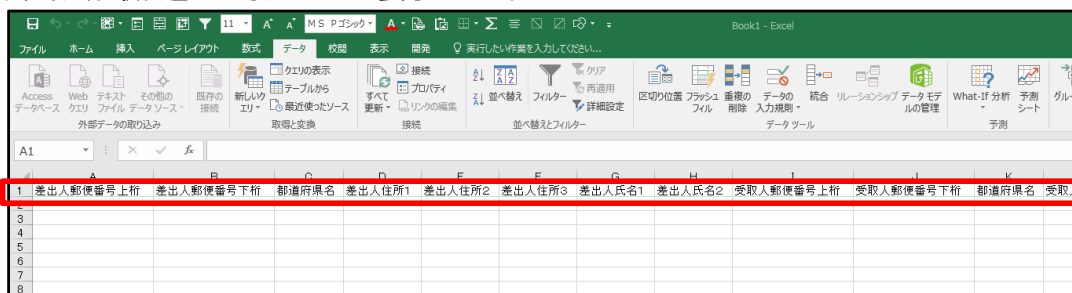 11
MS Pゴシック
Book1 - Excel
ファイル ホーム 挿入 ページレイアウト 数式 データ 校閲 表示 開発 実行したい作業を入力してください...
Access データベース
Web クエリ
テキスト ファイル
その他の データソース
既存の 接続
外部データの取り込み
新しいクエリ
クエリの表示
テーブルから
最近使ったソース
取得と変換
すべて 更新
接続
プロパティ
リンクの編集
接続
並べ替え
フィルター
クリア
再適用
詳細設定
並べ替えとフィルター
区切り位置
フラッシュ フィル
重複の 削除
データの 入力規則
統合
リレーションシップ
データ モデルの管理
データ ツール
What-If 分析
予測 シート
予測
A1
fx
1 差出人郵便番号上桁 差出人郵便番号下桁 都道府県名 差出人住所1 差出人住所2 差出人住所3 差出人氏名1 差出人氏名2 受取人郵便番号上桁 受取人郵便番号下桁 都道府県名
3
4
5
6
7
8